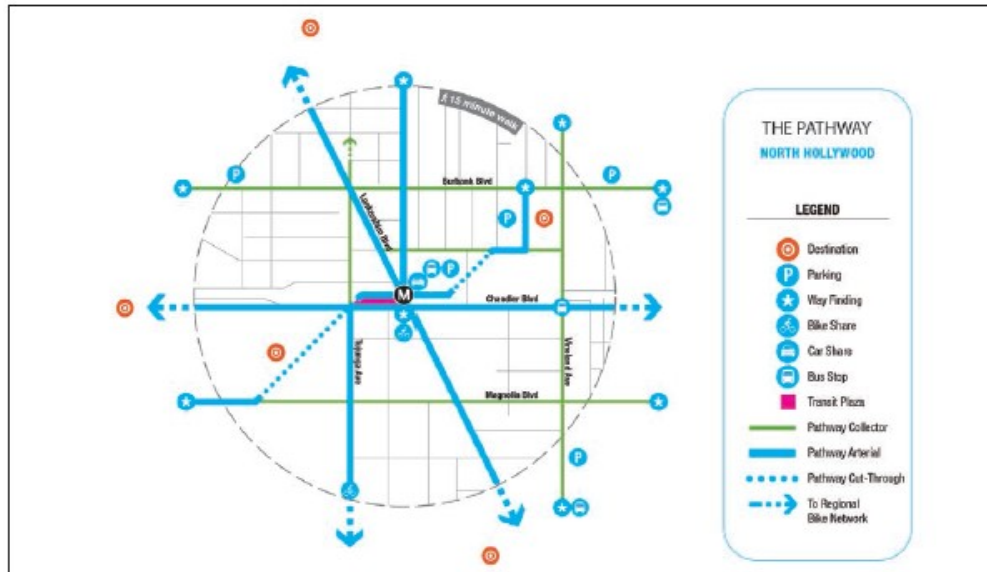 15 minute walk
P
P
Burbank Blvd
Lankershim Blvd
P
P
M
Chandler Blvd
Tujunga Ave
Vineland Ave
Magnolia Blvd
P
THE PATHWAY
NORTH HOLLYWOOD
LEGEND
Destination
P Parking
Way Finding
Bike Share
Car Share
Bus Stop
Transit Plaza
Pathway Collector
Pathway Arterial
Pathway Cut-Through
To Regional
Bike Network